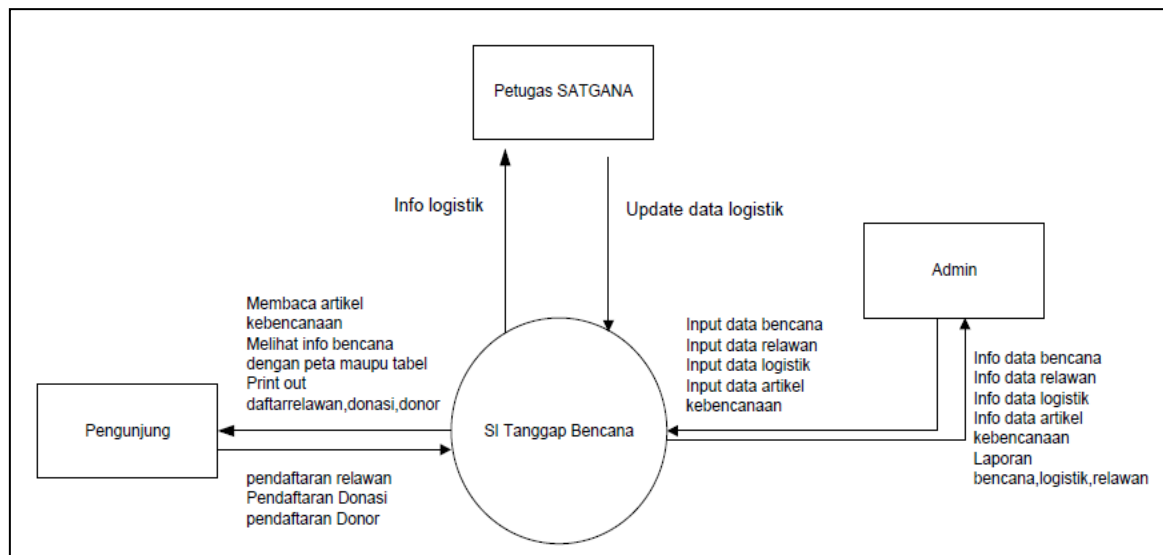 Petugas SATGANA
Info logistik
Update data logistik
Admin
Membaca artikel
kebencanaan
Melihat info bencana
dengan peta maupu tabel
Print out
daftarrelawan,donasi,donor
Input data bencana
Input data relawan
Input data logistik
Input data artikel
kebencanaan
Info data bencana
Info data relawan
Info data logistik
Info data artikel
kebencanaan
Laporan
bencana,logistik,relawan
Pengunjung
SI Tanggap Bencana
pendaftaran relawan
Pendaftaran Donasi
pendaftaran Donor